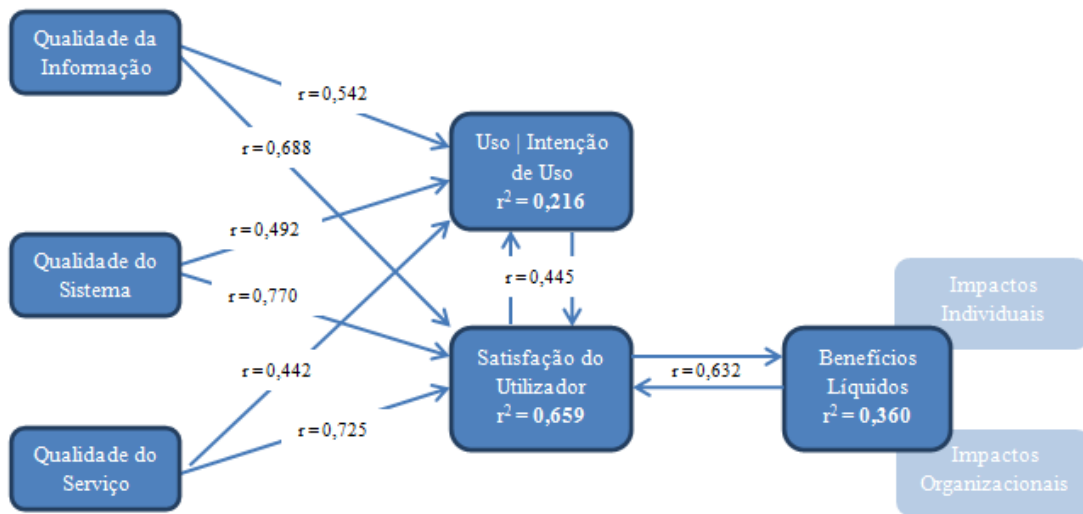 Qualidade da
Informação
r = 0,542
r = 0,688
Uso | Intenção
de Uso
r² = 0,216
r = 0,492
Qualidade do
Sistema
r = 0,770
r = 0,445
Impactos
Individuais
Satisfação do
Utilizador
r² = 0,659
r = 0,632
Benefícios
Líquidos
r² = 0,360
r = 0,442
r = 0,725
Qualidade do
Serviço
Impactos
Organizacionais